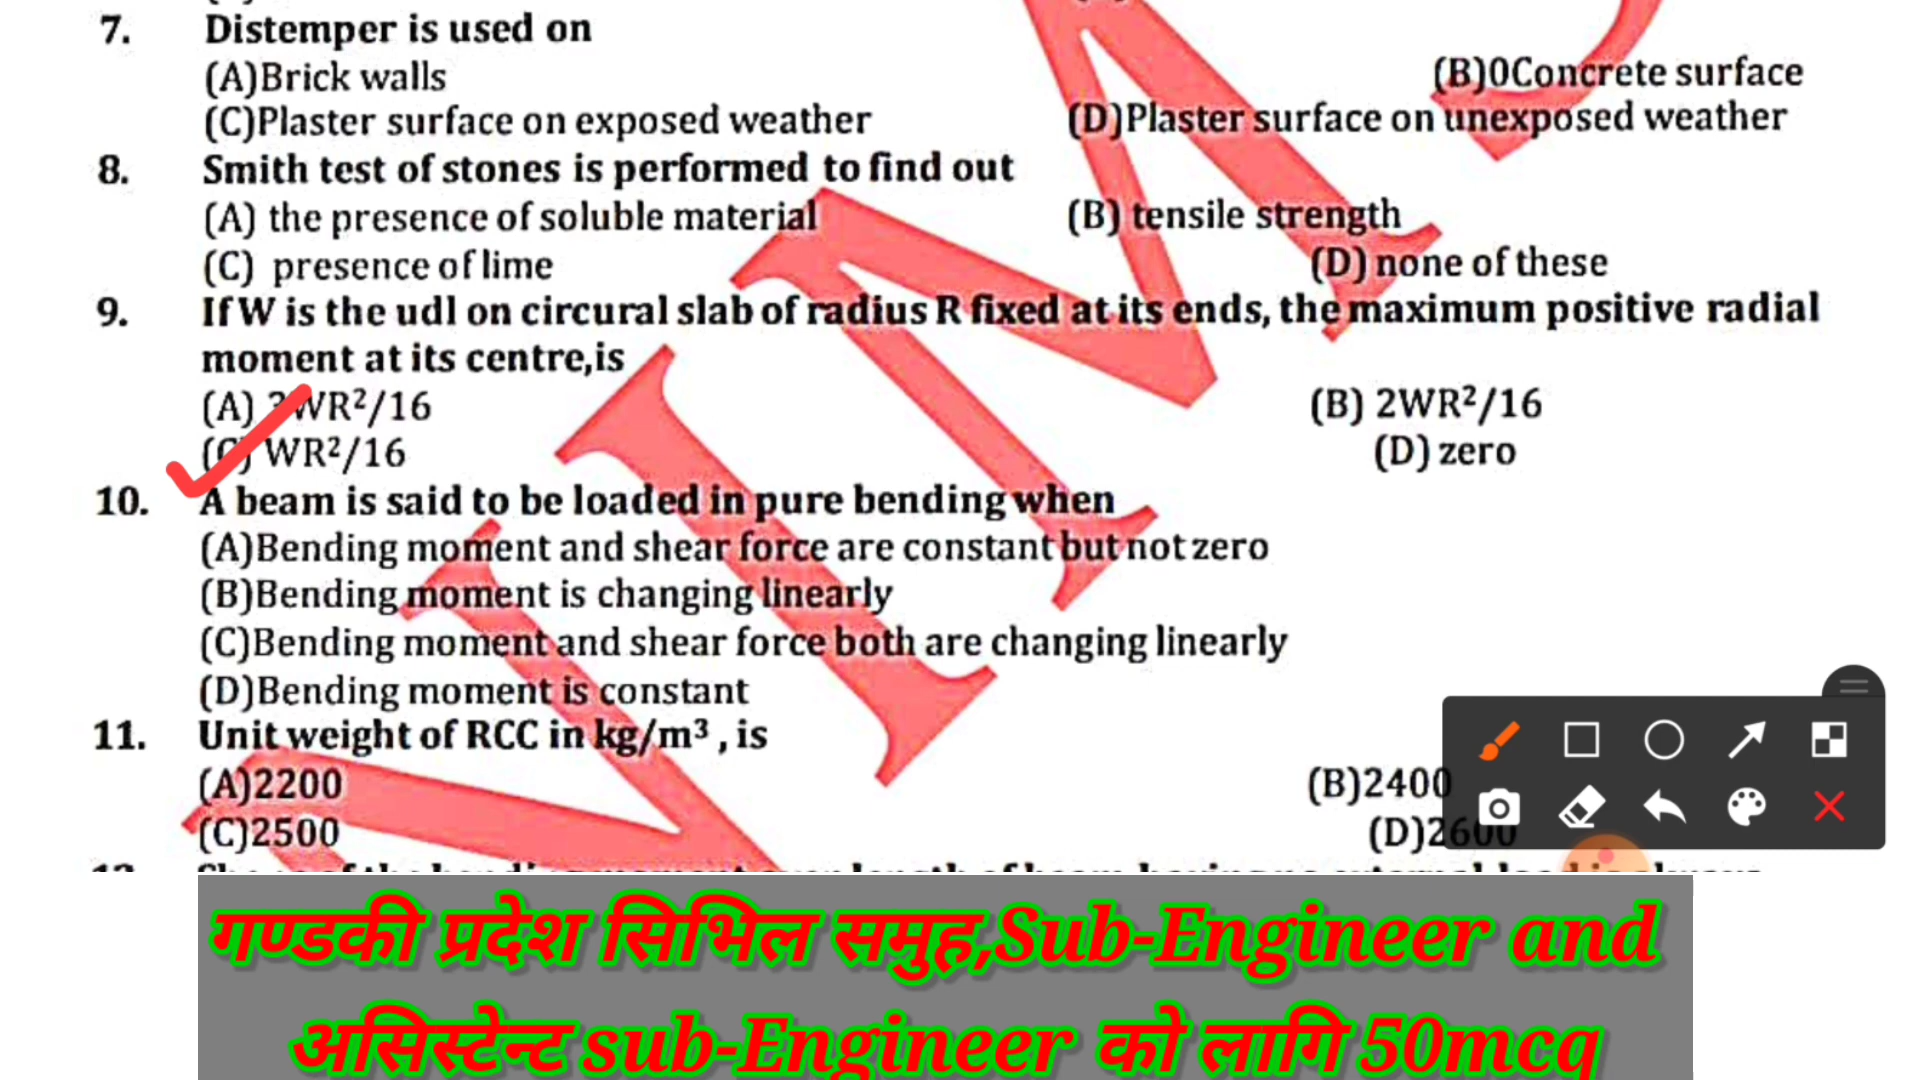 7. Distemper is used on
(A)Brick walls (B)0Concrete surface
(C)Plaster surface on exposed weather (D)Plaster surface on unexposed weather
8. Smith test of stones is performed to find out
(A) the presence of soluble material (B) tensile strength
(C) presence of lime (D) none of these
9. If W is the udl on circural slab of radius R fixed at its ends, the maximum positive radial
moment at its centre,is
(A) 3WR²/16 (B) 2WR²/16
(C) WR²/16 (D) zero
10. A beam is said to be loaded in pure bending when
(A)Bending moment and shear force are constant but not zero
(B)Bending moment is changing linearly
(C)Bending moment and shear force both are changing linearly
(D)Bending moment is constant
11. Unit weight of RCC in kg/m³ , is
(A)2200 (B)2400
(C)2500 (D)2600
गण्डकी प्रदेश सिभिल समुह,Sub-Engineer and
असिस्टेन्ट sub-Engineer को लागि 50mcq